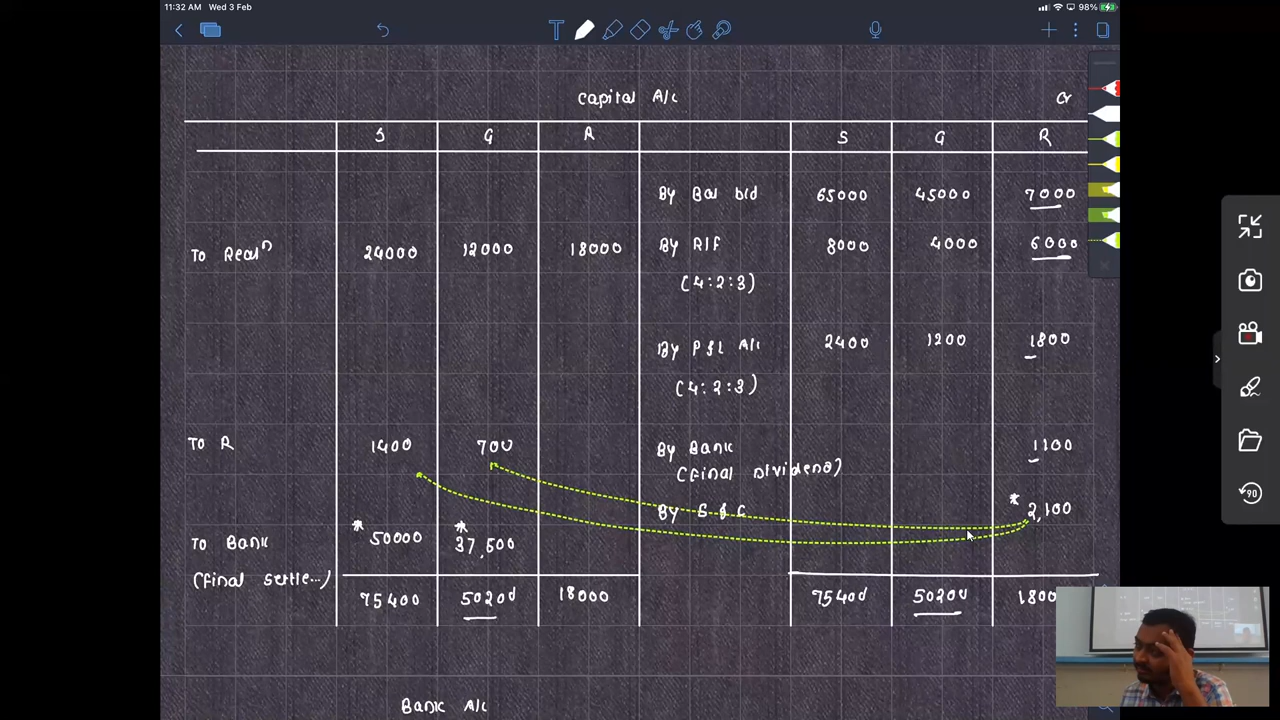 11:32 AM Wed 3 Feb
98%
Capital A/c
Cr
S G R S G R
By Bal b/d 65000 45000 7000
To Realⁿ 24000 12000 18000 By R/F 8000 4000 6000
(4:2:3)
By P&L A/c 2400 1200 1800
(4:2:3)
To R 1400 700 By Bank 1100
(Final Dividend)
By S & G * 2,100
To Bank * 50000 * 37,500
(Final settle...)
75400 50200 18000 75400 50200 1800
Bank A/c
90